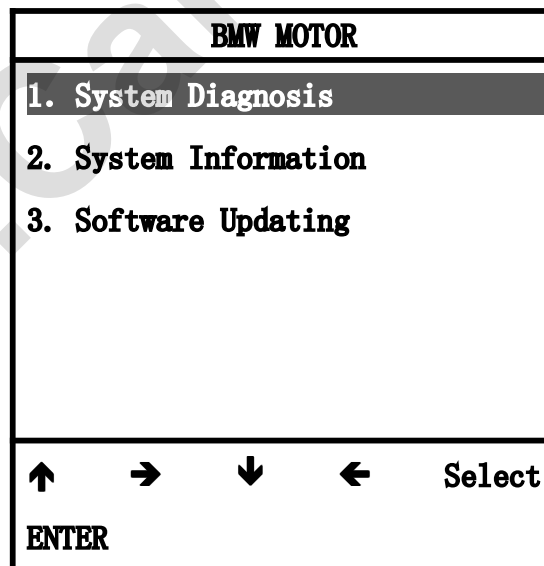 BMW MOTOR
1. System Diagnosis
2. System Information
3. Software Updating
↑ → ↓ ← Select
ENTER